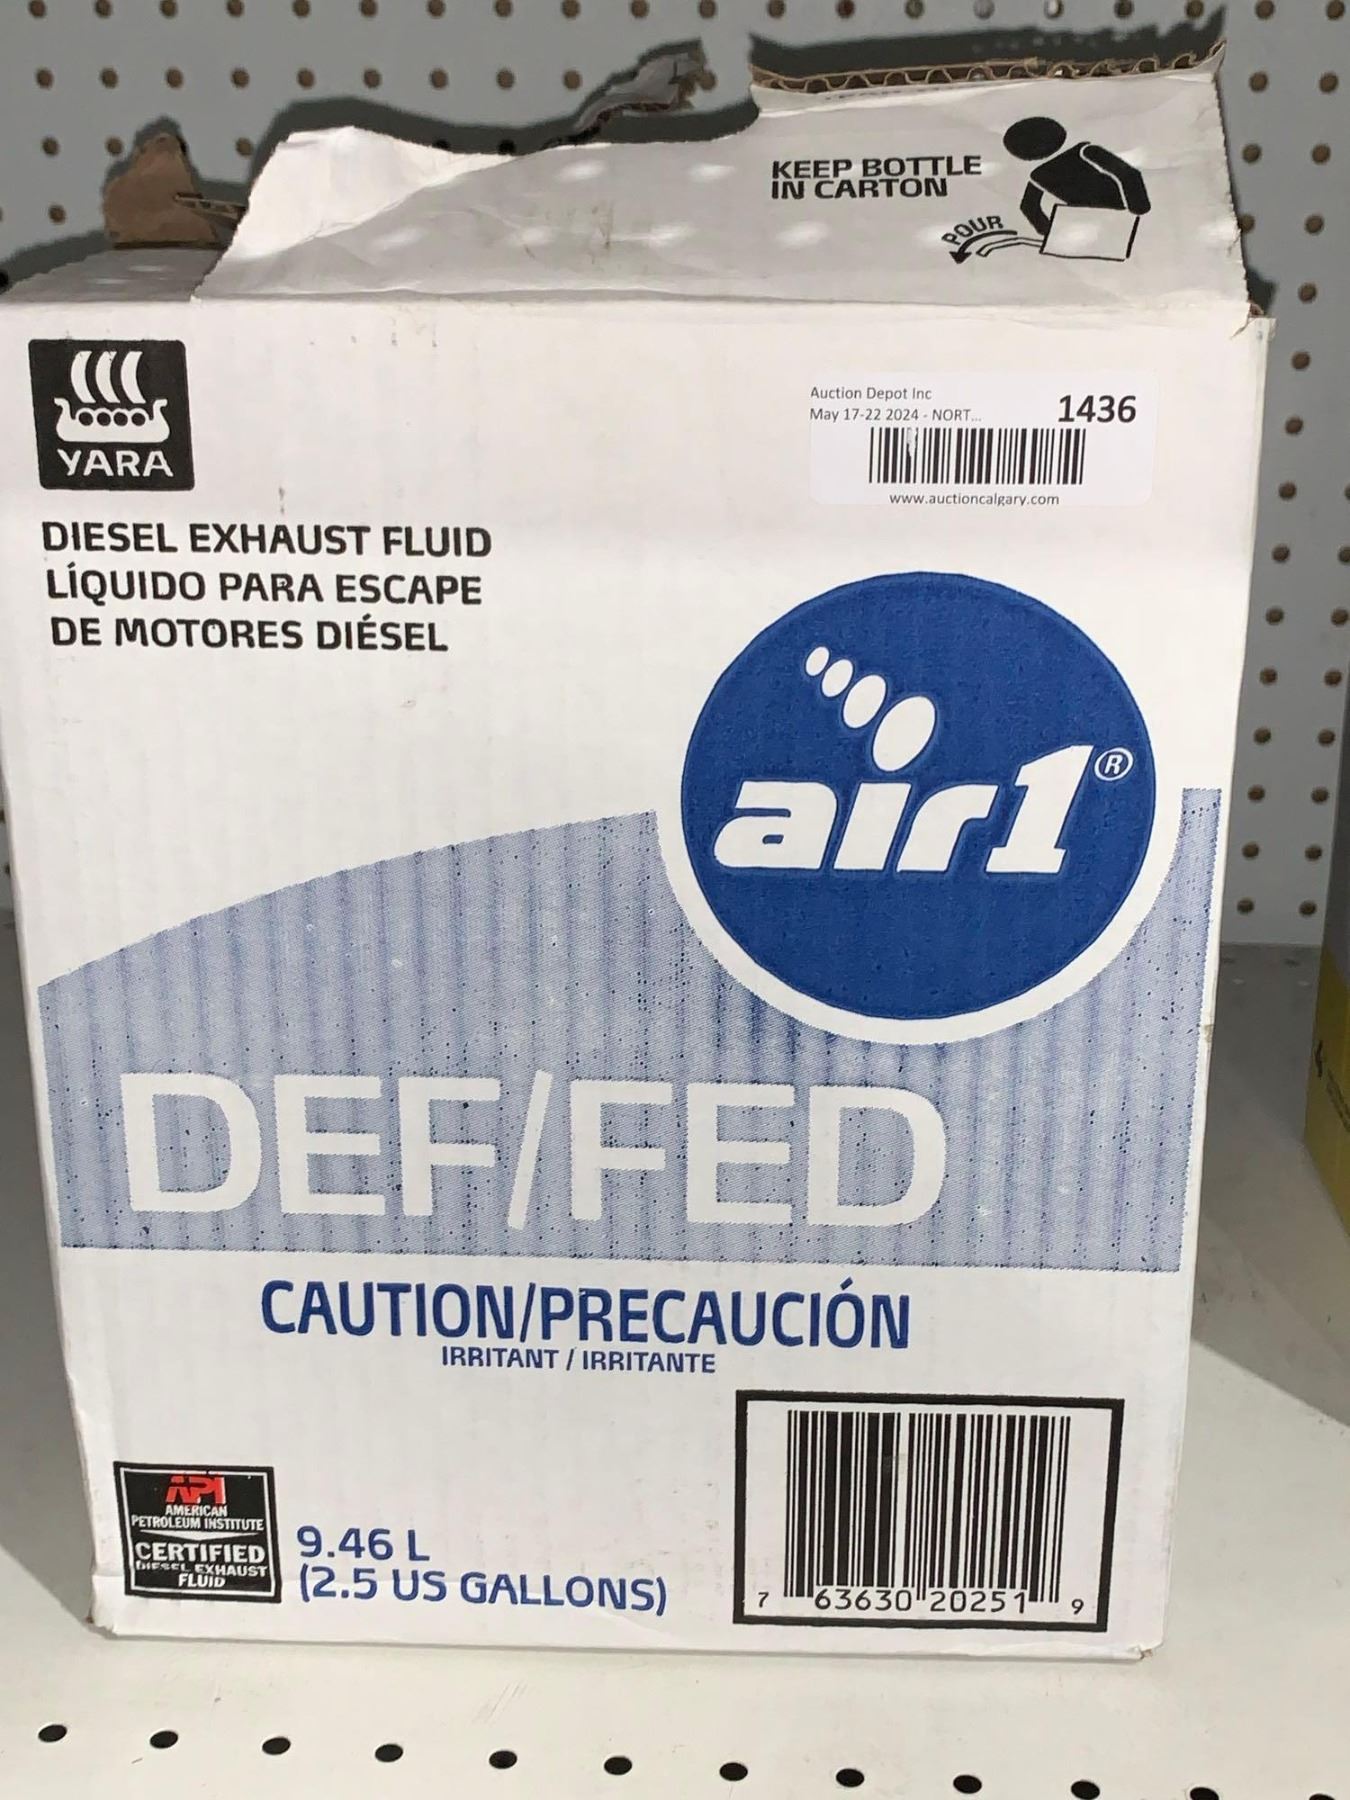 KEEP BOTTLE
IN CARTON
POUR
YARA
Auction Depot Inc
1436
May 17-22 2024 - NORT...
www.auctioncalgary.com
DIESEL EXHAUST FLUID
LÍQUIDO PARA ESCAPE
DE MOTORES DIÉSEL
air1®
DEF/FED
CAUTION/PRECAUCIÓN
IRRITANT / IRRITANTE
API
AMERICAN
PETROLEUM INSTITUTE
CERTIFIED
DIESEL EXHAUST
FLUID
9.46 L
(2.5 US GALLONS)
7 63630 20251 9